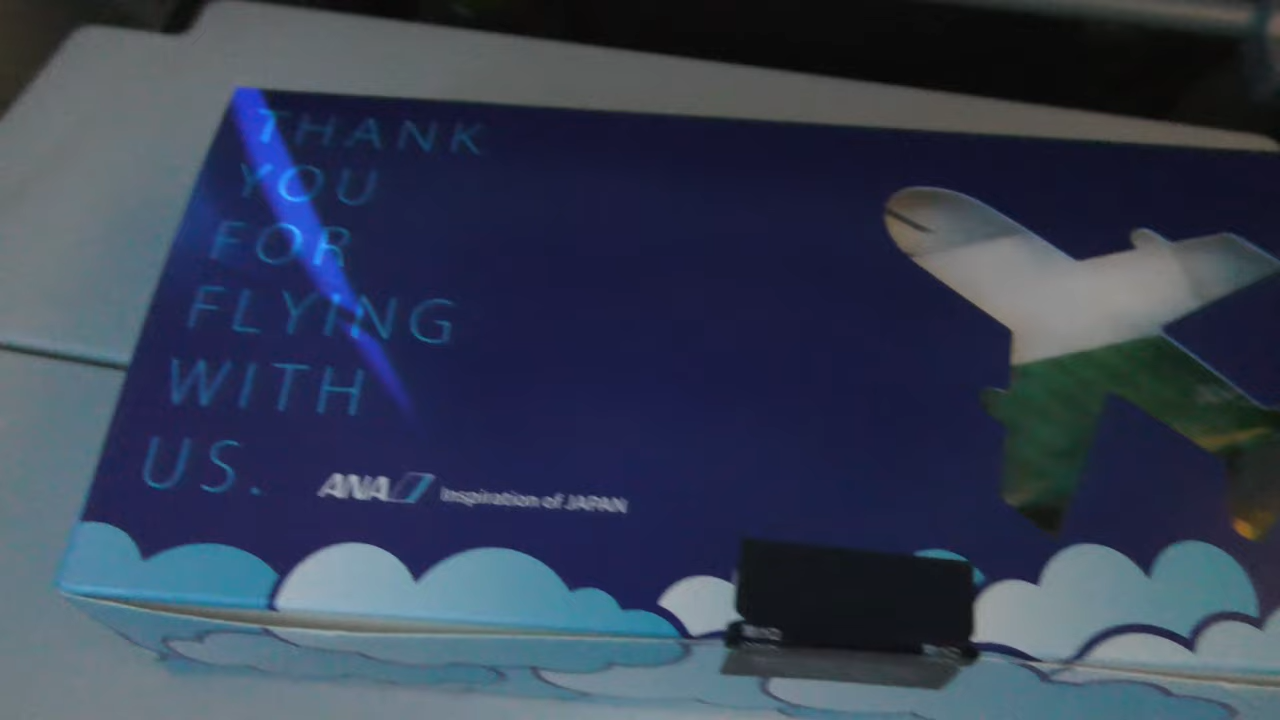 THANK
YOU
FOR
FLYING
WITH
US.
ANA Inspiration of JAPAN